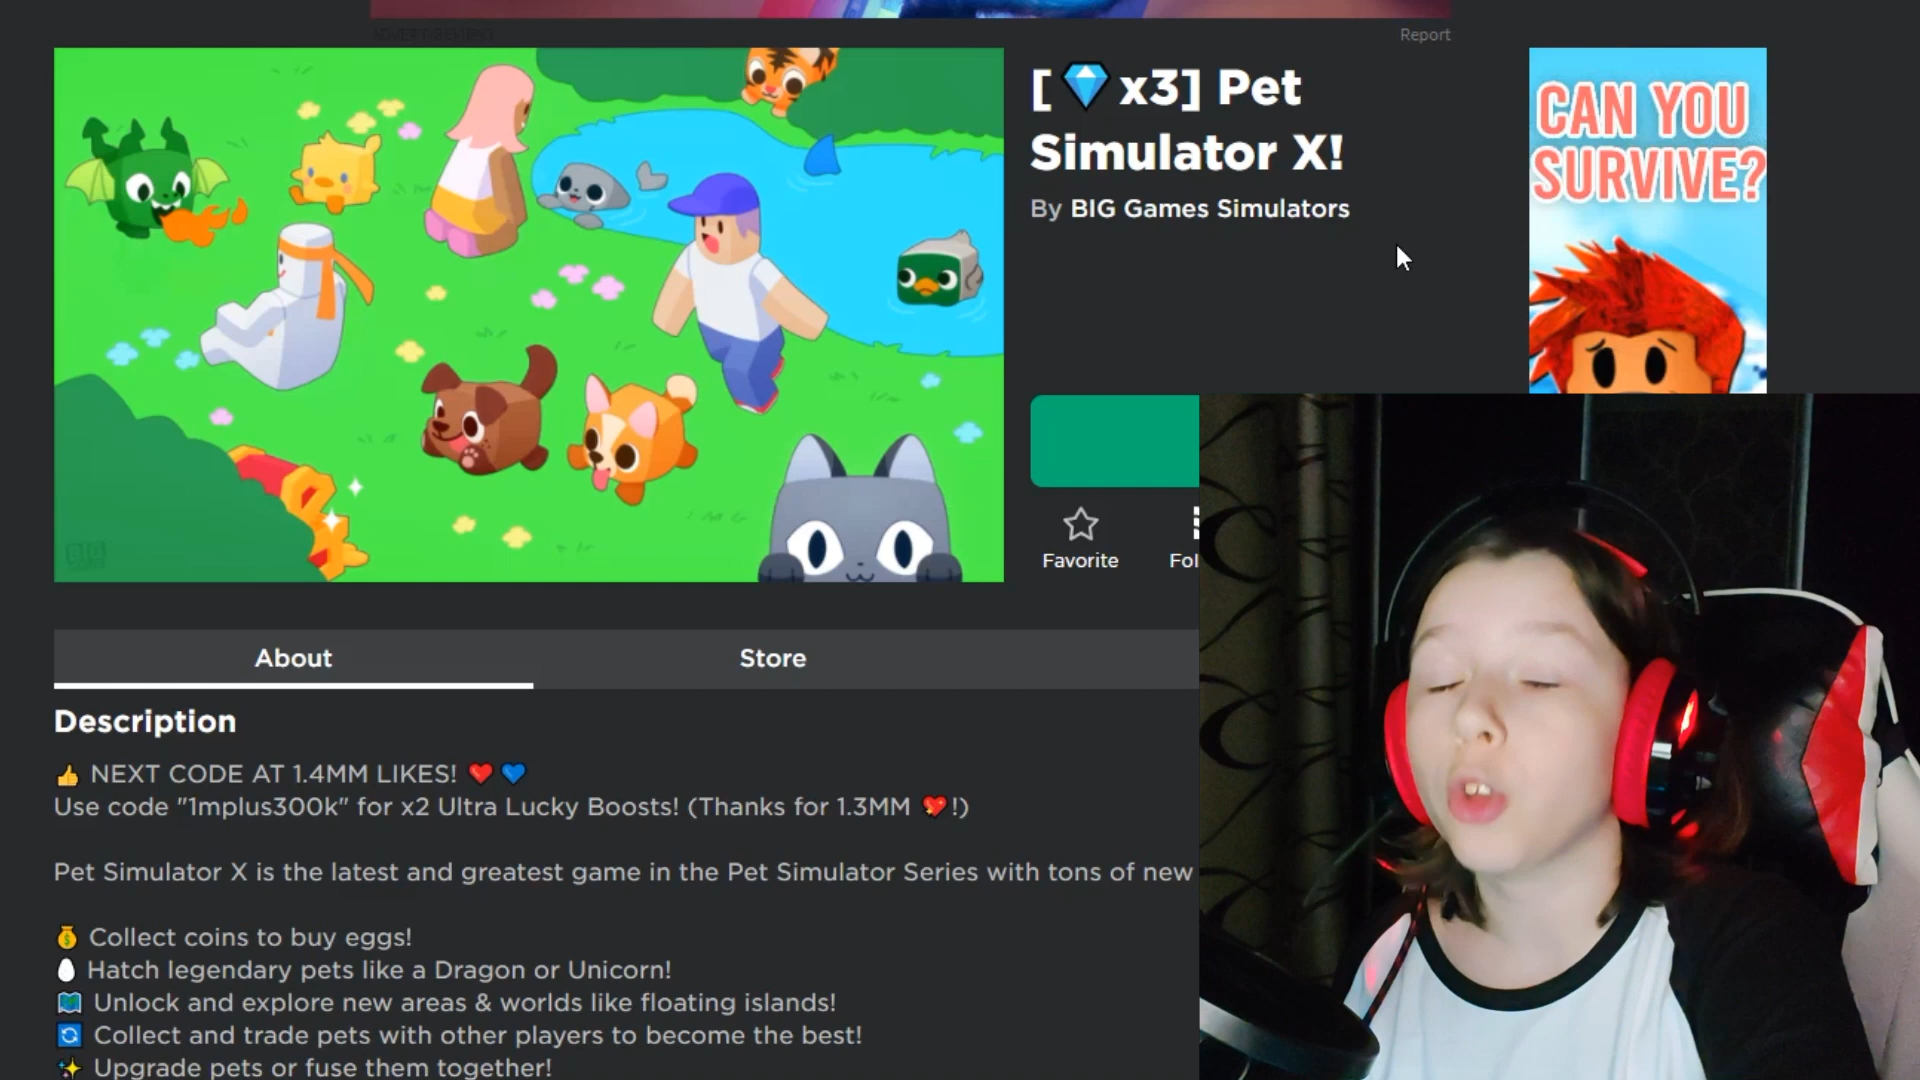 ADVERTISEMENT
Report
[💎x3] Pet
Simulator X!
By BIG Games Simulators
CAN YOU
SURVIVE?
Favorite
Fol
About
Store
Description
👍 NEXT CODE AT 1.4MM LIKES! ❤️💙
Use code "1mplus300k" for x2 Ultra Lucky Boosts! (Thanks for 1.3MM 💖!)
Pet Simulator X is the latest and greatest game in the Pet Simulator Series with tons of new
💰 Collect coins to buy eggs!
🥚 Hatch legendary pets like a Dragon or Unicorn!
🗺️ Unlock and explore new areas & worlds like floating islands!
🔄 Collect and trade pets with other players to become the best!
✨ Upgrade pets or fuse them together!